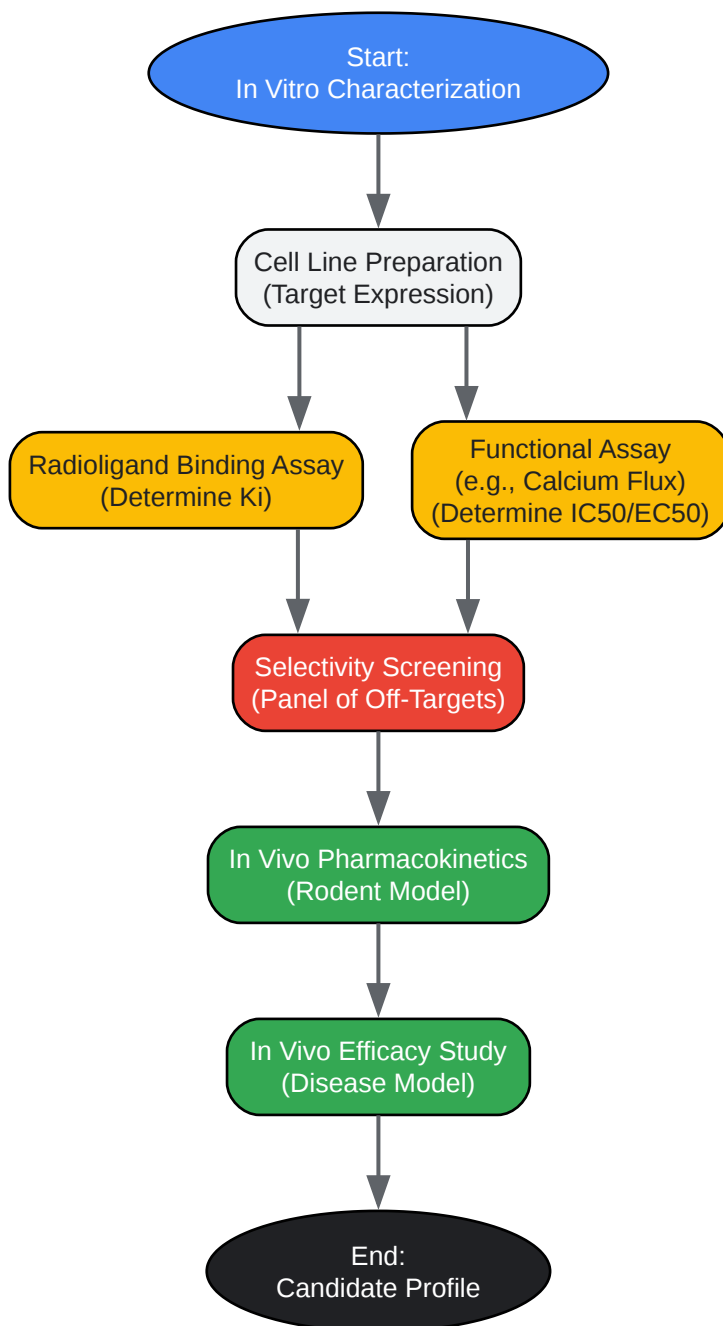 Start:
In Vitro Characterization
Cell Line Preparation
(Target Expression)
Radioligand Binding Assay
(Determine Ki)
Functional Assay
(e.g., Calcium Flux)
(Determine IC50/EC50)
Selectivity Screening
(Panel of Off-Targets)
In Vivo Pharmacokinetics
(Rodent Model)
In Vivo Efficacy Study
(Disease Model)
End:
Candidate Profile